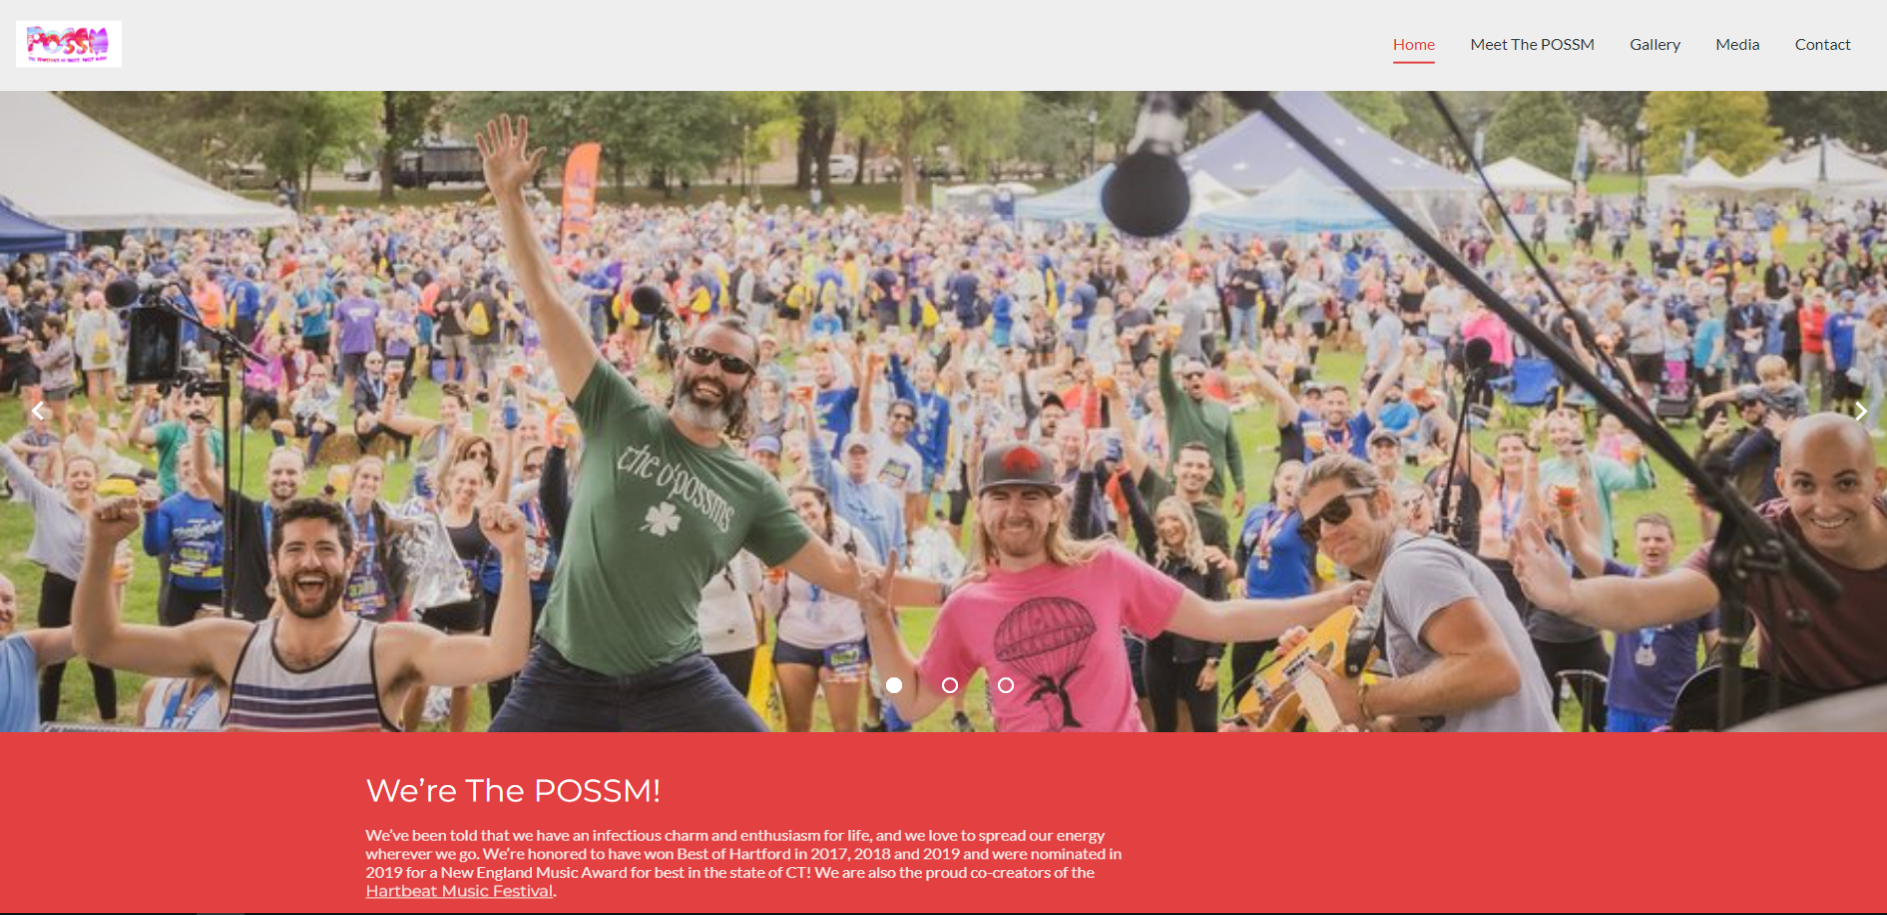 POSSM
Home
Meet The POSSM
Gallery
Media
Contact
the o'possms
We're The POSSM!
We've been told that we have an infectious charm and enthusiasm for life, and we love to spread our energy
wherever we go. We're honored to have won Best of Hartford in 2017, 2018 and 2019 and were nominated in
2019 for a New England Music Award for best in the state of CT! We are also the proud co-creators of the
Hartbeat Music Festival.